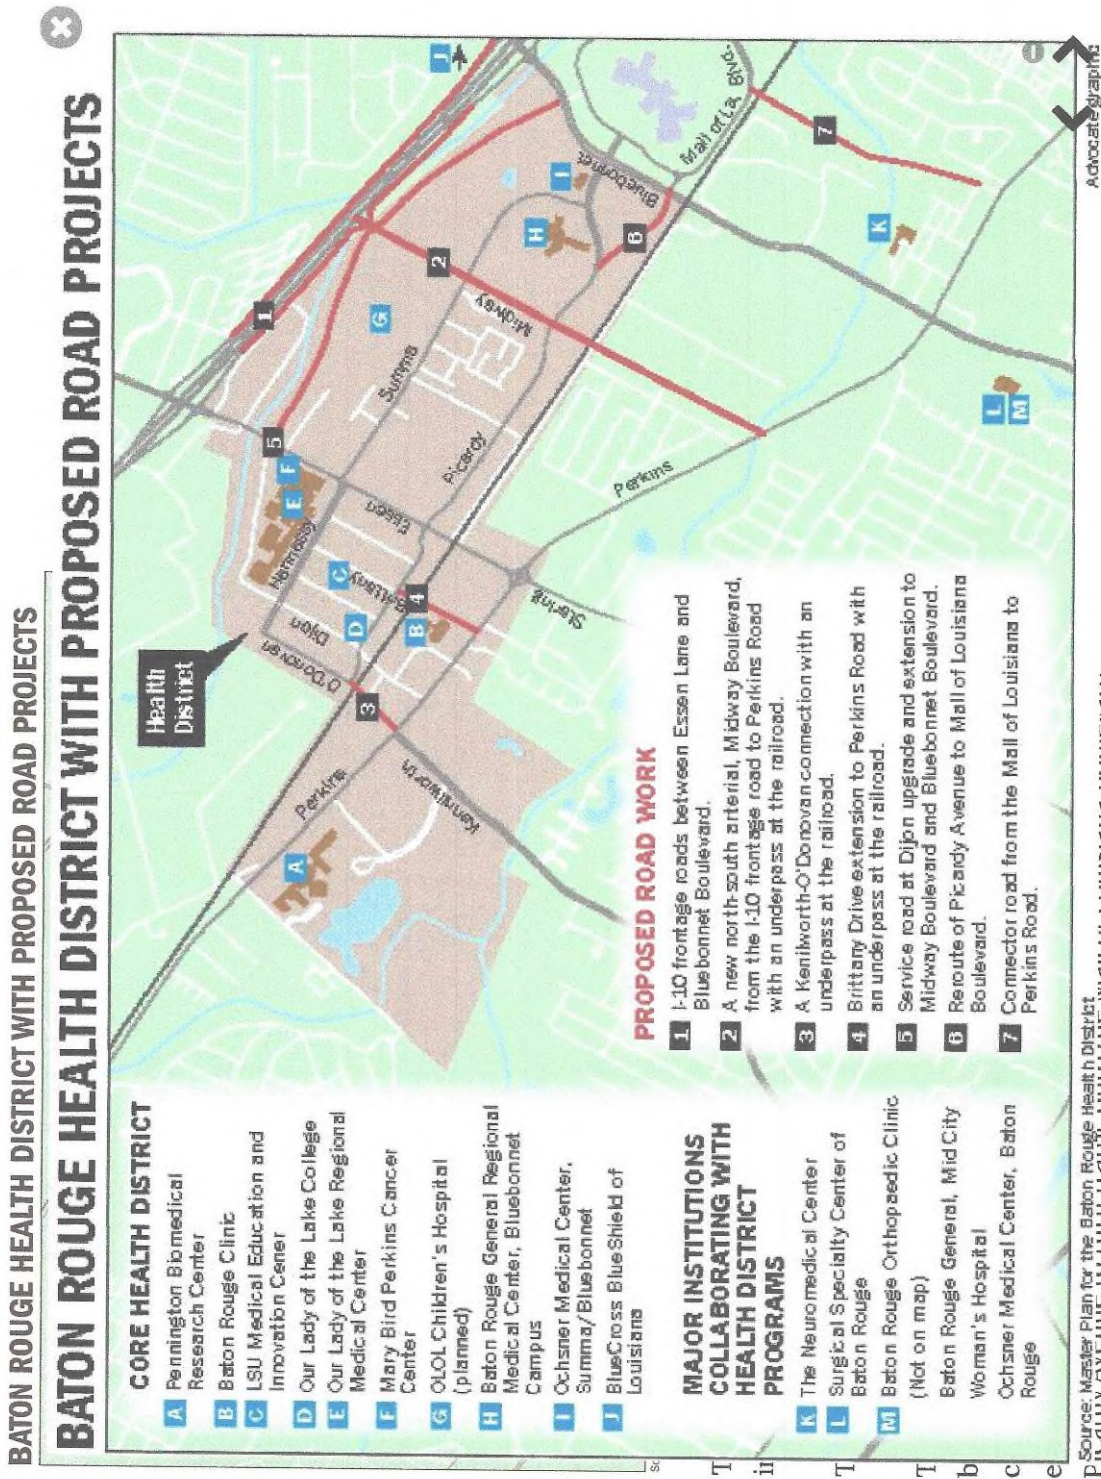 BATON ROUGE HEALTH DISTRICT WITH PROPOSED ROAD PROJECTS
BATON ROUGE HEALTH DISTRICT WITH PROPOSED ROAD PROJECTS
CORE HEALTH DISTRICT
A Pennington Biomedical
Research Center
B Baton Rouge Clinic
C LSU Medical Education and
Innovation Cener
D Our Lady of the Lake College
E Our Lady of the Lake Regional
Medical Center
F Mary Bird Perkins Cancer
Center
G OLOL Children's Hospital
(planned)
H Baton Rouge General Regional
Medical Center, Bluebonnet
Campus
I Ochsner Medical Center,
Summa/Bluebonnet
J BlueCross BlueShield of
Louisiana
MAJOR INSTITUTIONS
COLLABORATING WITH
HEALTH DISTRICT
PROGRAMS
K The Neuromedical Center
L Surgical Specialty Center of
Baton Rouge
M Baton Rouge Orthopaedic Clinic
(Not on map)
Baton Rouge General, Mid City
Woman's Hospital
Ochsner Medical Center, Baton
Rouge
Health
District
PROPOSED ROAD WORK
1 I-10 frontage roads between Essen Lane and
Bluebonnet Boulevard.
2 A new north-south arterial, Midway Boulevard,
from the I-10 frontage road to Perkins Road
with an underpass at the railroad.
3 A Kenilworth-O'Donovan connection with an
underpass at the railroad.
4 Brittany Drive extension to Perkins Road with
an underpass at the railroad.
5 Service road at Dijon upgrade and extension to
Midway Boulevard and Bluebonnet Boulevard.
6 Reroute of Picardy Avenue to Mall of Louisiana
Boulevard.
7 Connector road from the Mall of Louisiana to
Perkins Road.
A
Perkins
Kenilworth
3
O'Donovan
Dijon
D
B
C
Brittany
4
Hennessy
E
F
5
Essen
Starling
Perkins
Picardy
Summa
Midway
G
1
2
H
I
J
6
Bluebonnet
Mall of La. Blvd.
7
K
L
M
Source: Master Plan for the Baton Rouge Health District
Advocate graphic